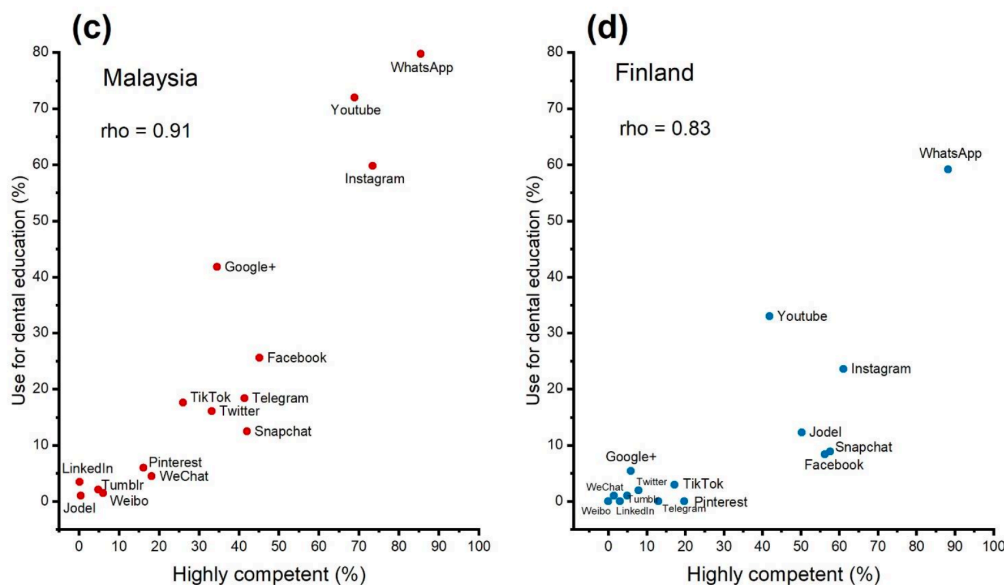 (c)
Malaysia
rho = 0.91
Use for dental education (%)
80
70
60
50
40
30
20
10
0
WhatsApp
Youtube
Instagram
Google+
Facebook
TikTok
Telegram
Twitter
Snapchat
Pinterest
LinkedIn
WeChat
Tumblr
Weibo
Jodel
0 10 20 30 40 50 60 70 80 90 100
Highly competent (%)
(d)
Finland
rho = 0.83
Use for dental education (%)
80
70
60
50
40
30
20
10
0
WhatsApp
Youtube
Instagram
Jodel
Snapchat
Facebook
Google+
WeChat
Twitter
TikTok
Tumblr
Pinterest
Weibo
LinkedIn
Telegram
0 10 20 30 40 50 60 70 80 90 100
Highly competent (%)